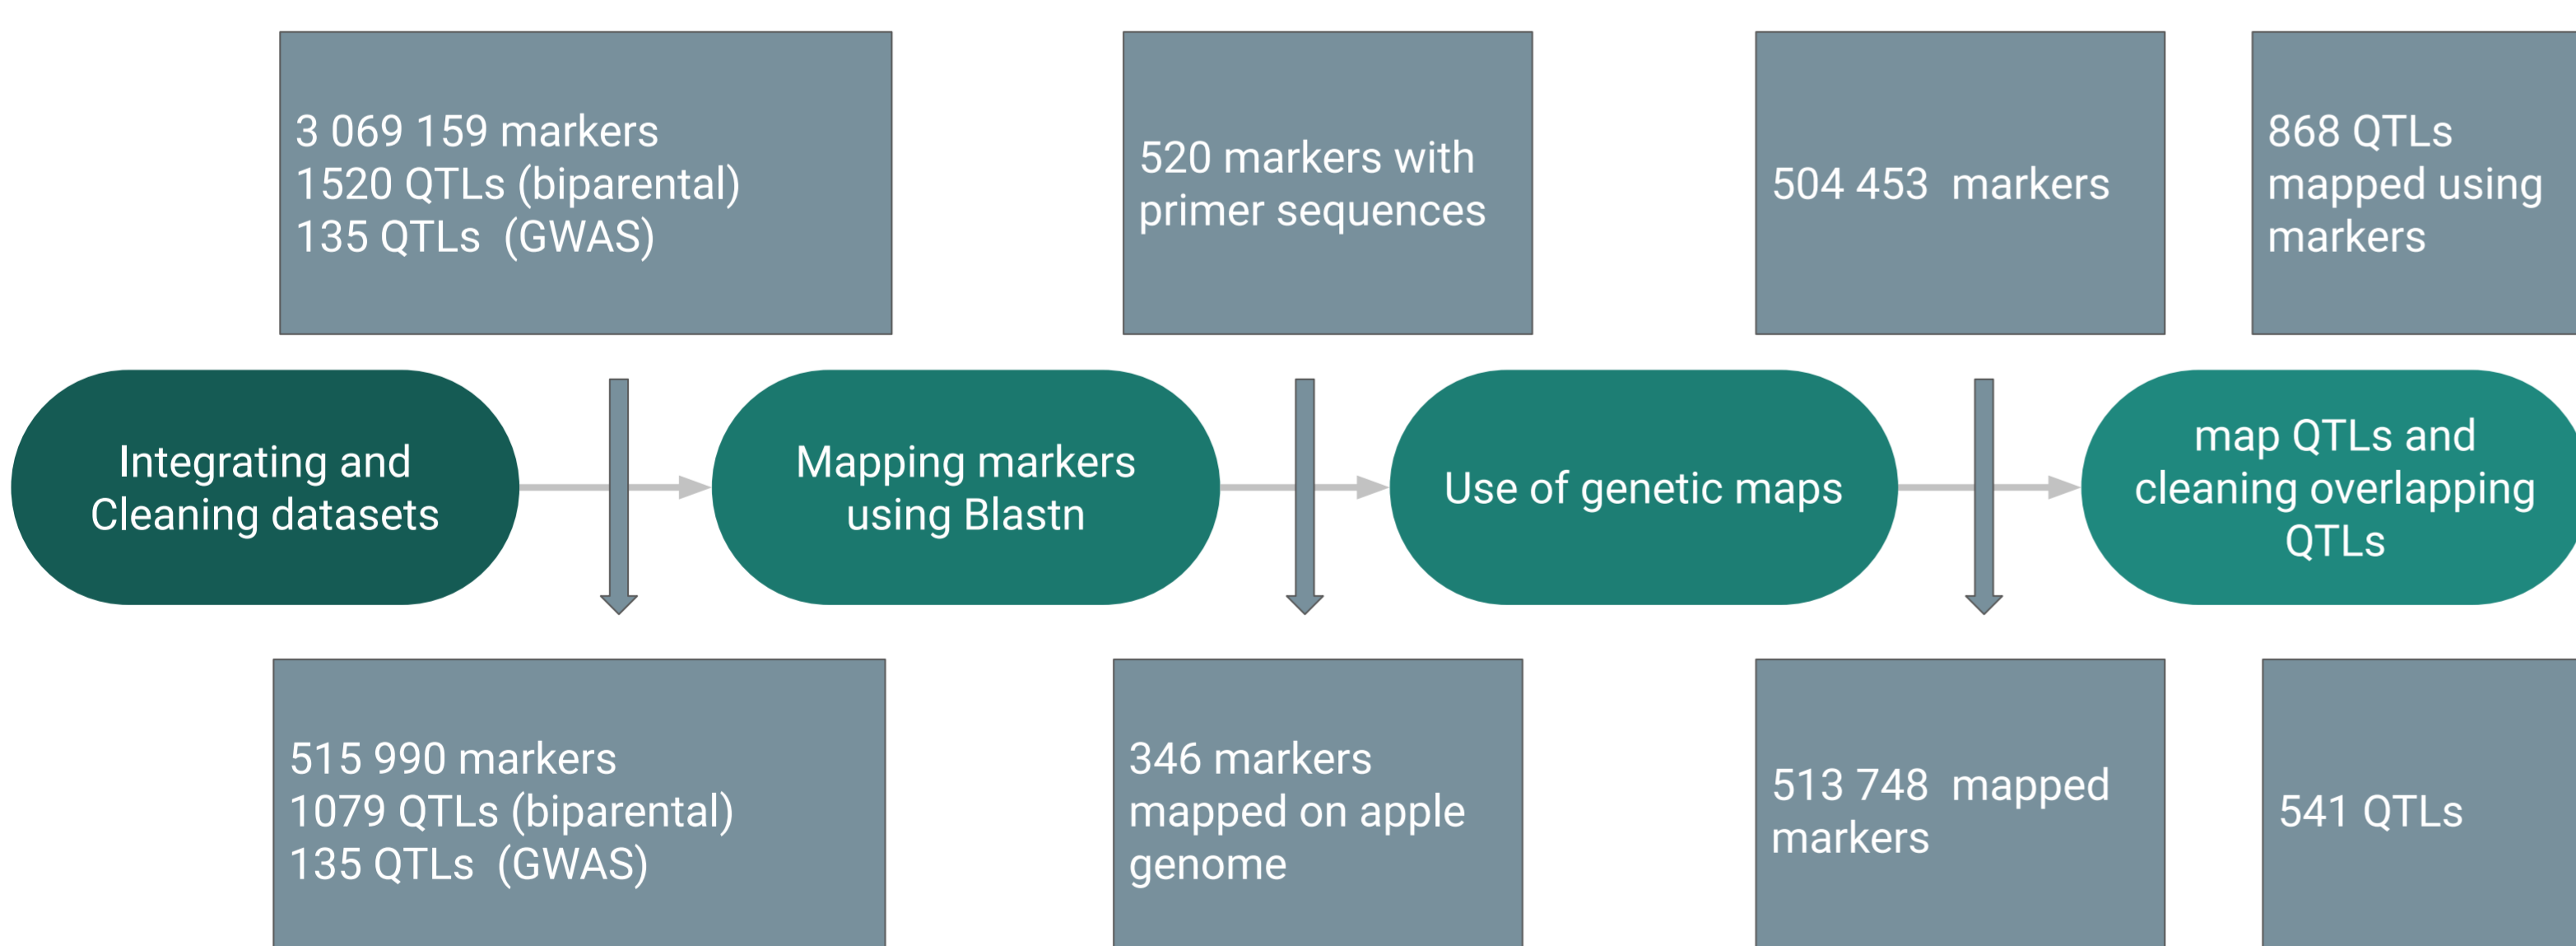 3 069 159 markers
1520 QTLs (biparental)
135 QTLs (GWAS)
520 markers with
primer sequences
504 453 markers
868 QTLs
mapped using
markers
Integrating and
Cleaning datasets
Mapping markers
using Blastn
Use of genetic maps
map QTLs and
cleaning overlapping
QTLs
515 990 markers
1079 QTLs (biparental)
135 QTLs (GWAS)
346 markers
mapped on apple
genome
513 748 mapped
markers
541 QTLs